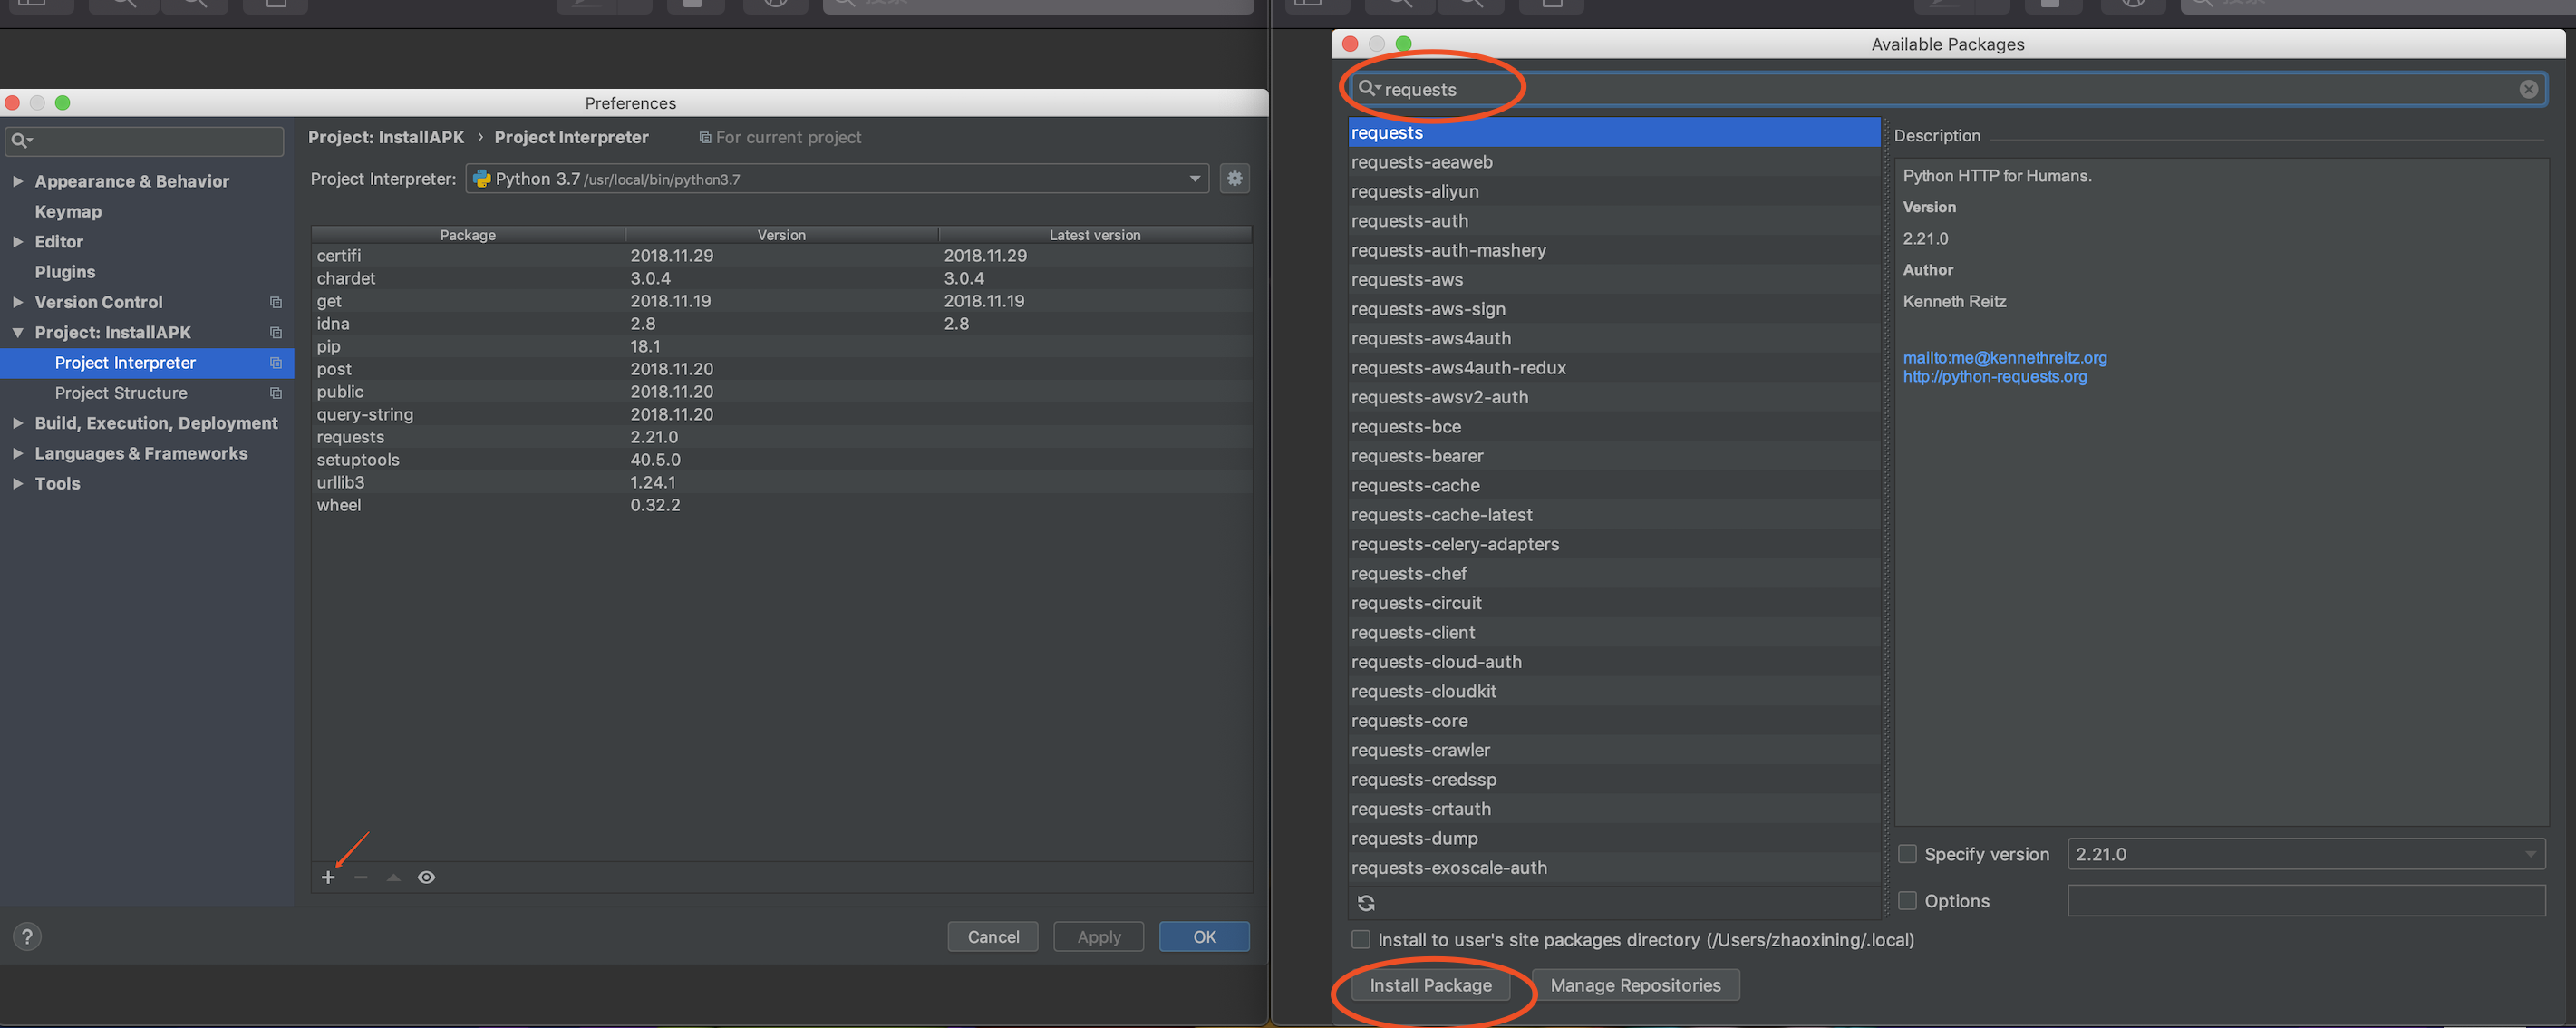 Preferences
Project: InstallAPK › Project Interpreter For current project
Appearance & Behavior
Keymap
Editor
Plugins
Version Control
Project: InstallAPK
Project Interpreter
Project Structure
Build, Execution, Deployment
Languages & Frameworks
Tools
Project Interpreter: Python 3.7 /usr/local/bin/python3.7
Package Version Latest version
certifi 2018.11.29 2018.11.29
chardet 3.0.4 3.0.4
get 2018.11.19 2018.11.19
idna 2.8 2.8
pip 18.1
post 2018.11.20
public 2018.11.20
query-string 2018.11.20
requests 2.21.0
setuptools 40.5.0
urllib3 1.24.1
wheel 0.32.2
?
Cancel Apply OK
Available Packages
requests
requests
requests-aeaweb
requests-aliyun
requests-auth
requests-auth-mashery
requests-aws
requests-aws-sign
requests-aws4auth
requests-aws4auth-redux
requests-awsv2-auth
requests-bce
requests-bearer
requests-cache
requests-cache-latest
requests-celery-adapters
requests-chef
requests-circuit
requests-client
requests-cloud-auth
requests-cloudkit
requests-core
requests-crawler
requests-credssp
requests-crtauth
requests-dump
requests-exoscale-auth
Description
Python HTTP for Humans.
Version
2.21.0
Author
Kenneth Reitz
mailto:me@kennethreitz.org
http://python-requests.org
Specify version 2.21.0
Options
Install to user's site packages directory (/Users/zhaoxining/.local)
Install Package Manage Repositories